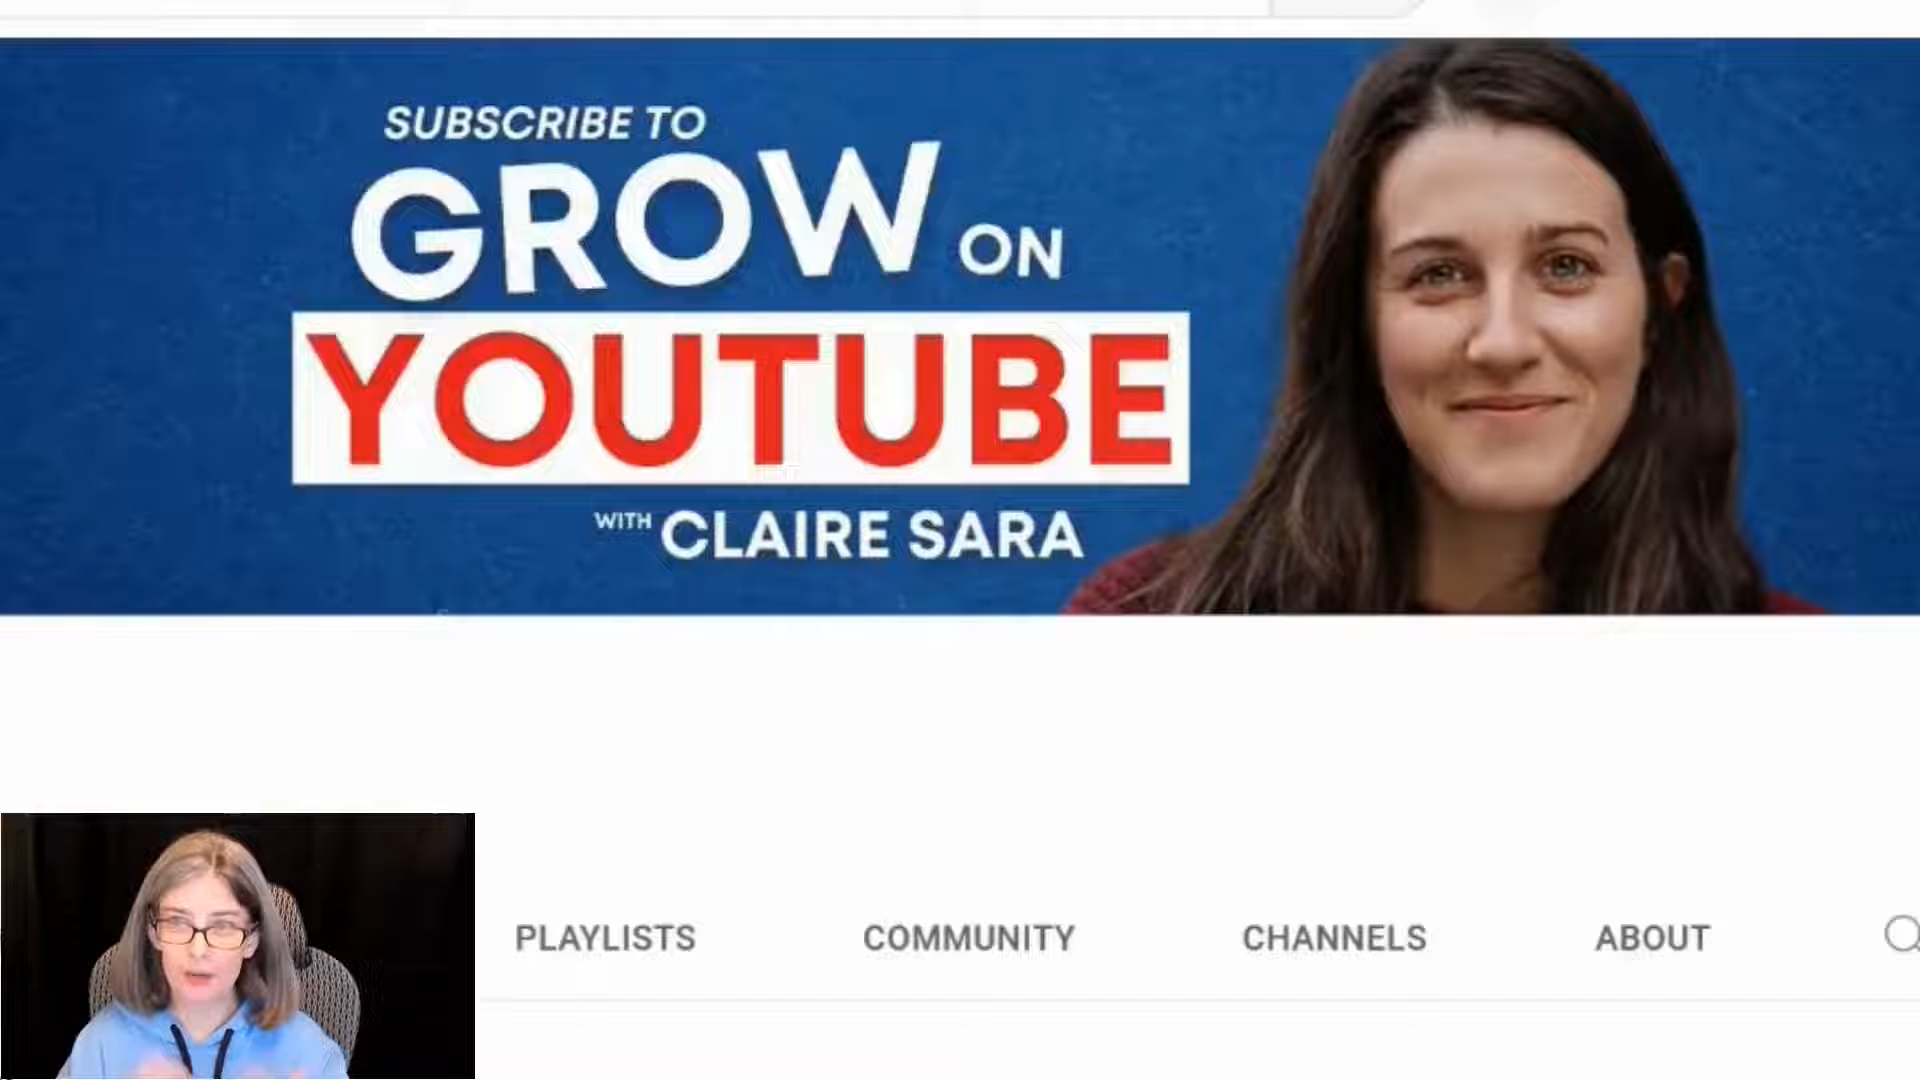 SUBSCRIBE TO
GROW ON
YOUTUBE
WITH CLAIRE SARA
PLAYLISTS COMMUNITY CHANNELS ABOUT